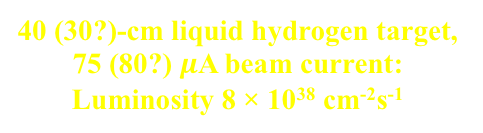 40 (30?)-cm liquid hydrogen target,
75 (80?) μA beam current:
Luminosity 8 × 10³⁸ cm⁻²s⁻¹